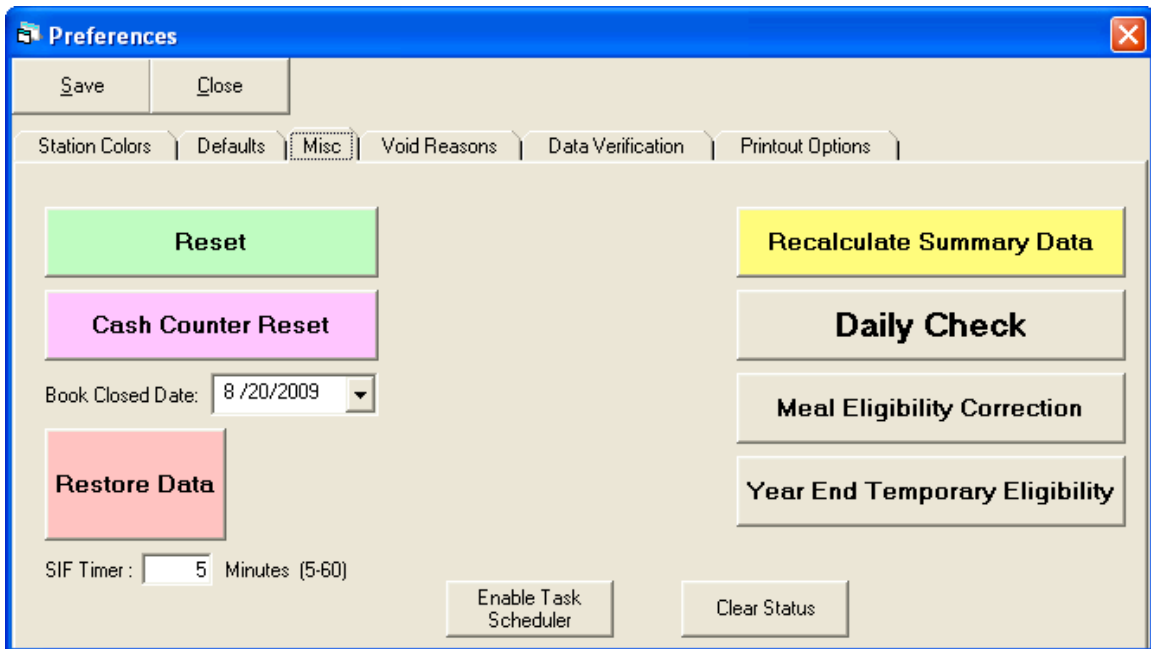 Preferences
Save Close
Station Colors Defaults Misc Void Reasons Data Verification Printout Options
Reset
Recalculate Summary Data
Cash Counter Reset
Daily Check
Book Closed Date: 8 /20/2009
Meal Eligibility Correction
Restore Data
Year End Temporary Eligibility
SIF Timer : 5 Minutes (5-60)
Enable Task
Scheduler
Clear Status